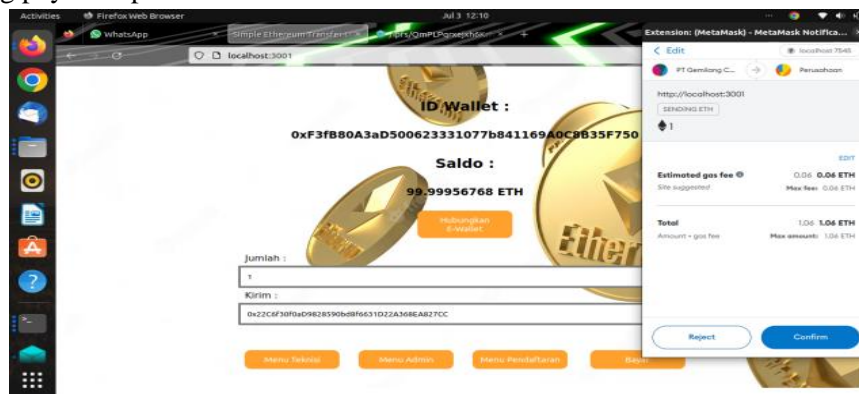 Activities Firefox Web Browser Jul 3 12:10
WhatsApp
Simple Ethereum Transfer
localhost:3001
ID Wallet :
0xF3fB80A3aD500623331077b841169A0C8B35F750
Saldo :
99.99956768 ETH
Hubungkan
E-Wallet
Jumlah :
1
Kirim :
0x22C6f30f0aD9828590bd8f6631D22A368EA827CC
Menu Teknisi Menu Admin Menu Pendaftaran Bayar
Extension: (MetaMask) - MetaMask Notifica...
Edit localhost 7545
PT Gemilang C... Perusahaan
http://localhost:3001
SENDING ETH
1
EDIT
Estimated gas fee 0.06 0.06 ETH
Site suggested Max fee: 0.06 ETH
Total 1.06 1.06 ETH
Amount + gas fee Max amount: 1.06 ETH
Reject Confirm